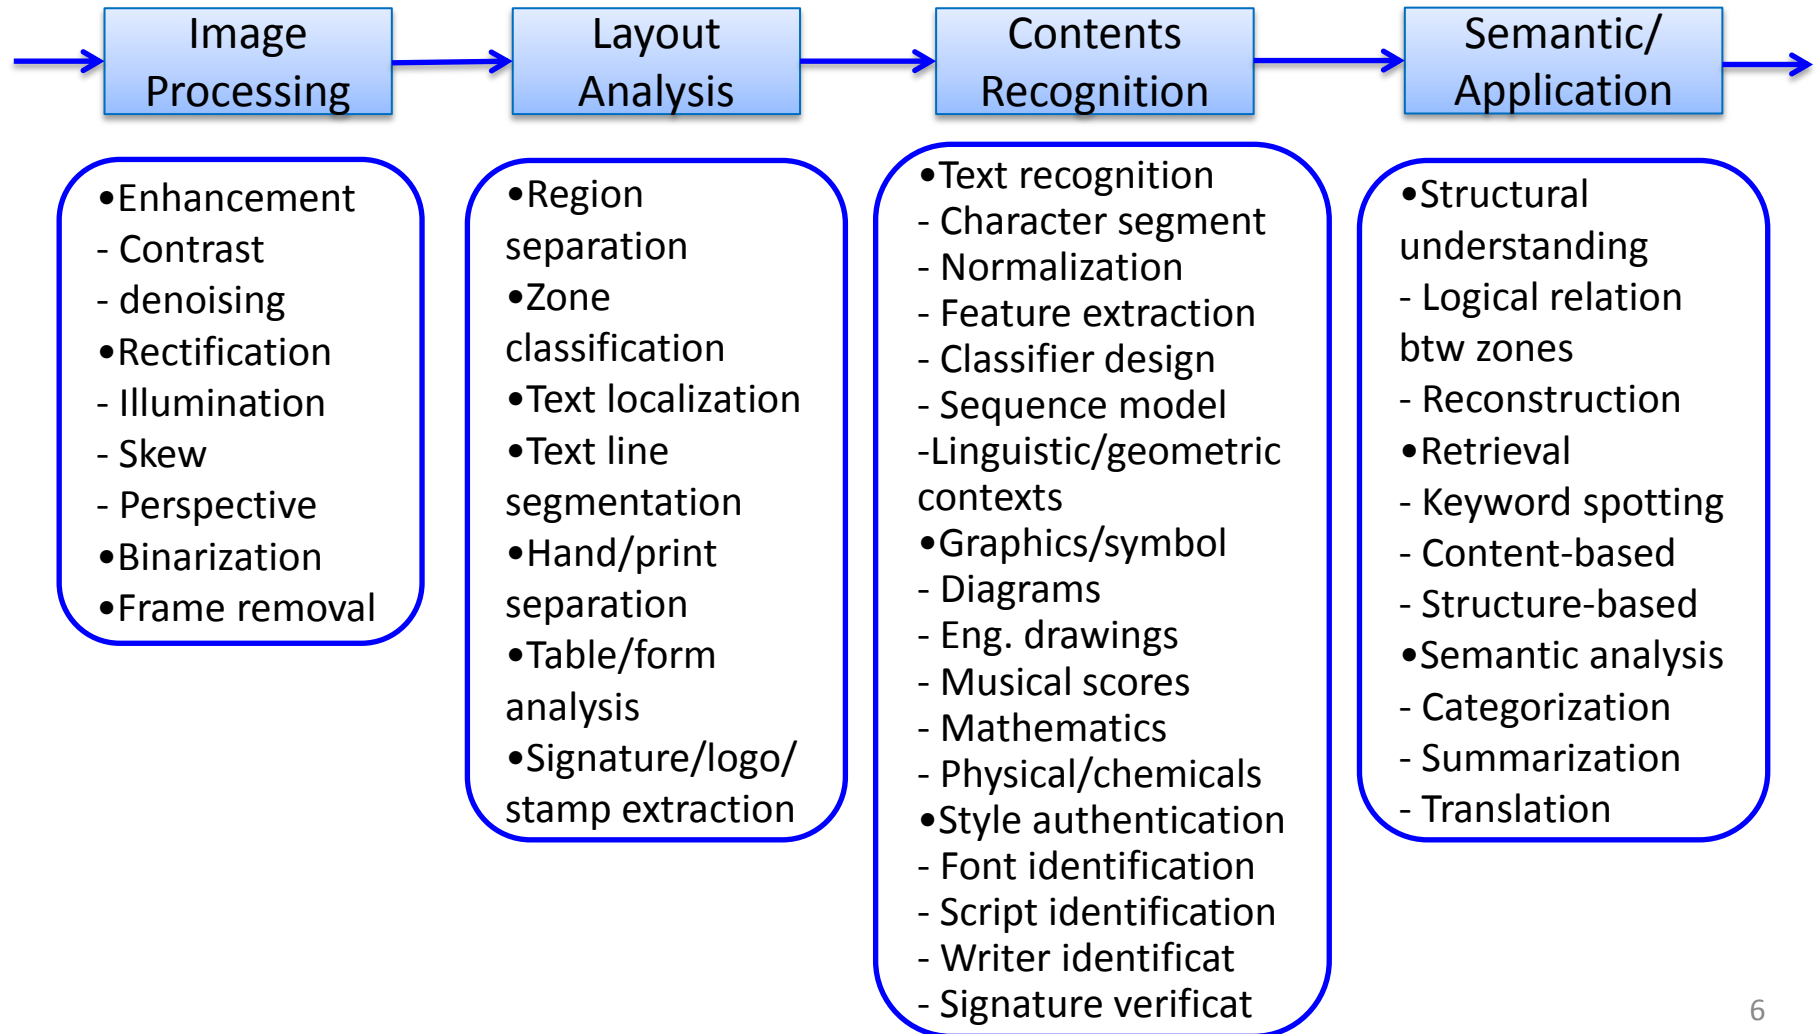 Image
Processing
Layout
Analysis
Contents
Recognition
Semantic/
Application
•Enhancement
- Contrast
- denoising
•Rectification
- Illumination
- Skew
- Perspective
•Binarization
•Frame removal
•Region
separation
•Zone
classification
•Text localization
•Text line
segmentation
•Hand/print
separation
•Table/form
analysis
•Signature/logo/
stamp extraction
•Text recognition
- Character segment
- Normalization
- Feature extraction
- Classifier design
- Sequence model
-Linguistic/geometric
contexts
•Graphics/symbol
- Diagrams
- Eng. drawings
- Musical scores
- Mathematics
- Physical/chemicals
•Style authentication
- Font identification
- Script identification
- Writer identificat
- Signature verificat
•Structural
understanding
- Logical relation
btw zones
- Reconstruction
•Retrieval
- Keyword spotting
- Content-based
- Structure-based
•Semantic analysis
- Categorization
- Summarization
- Translation
6